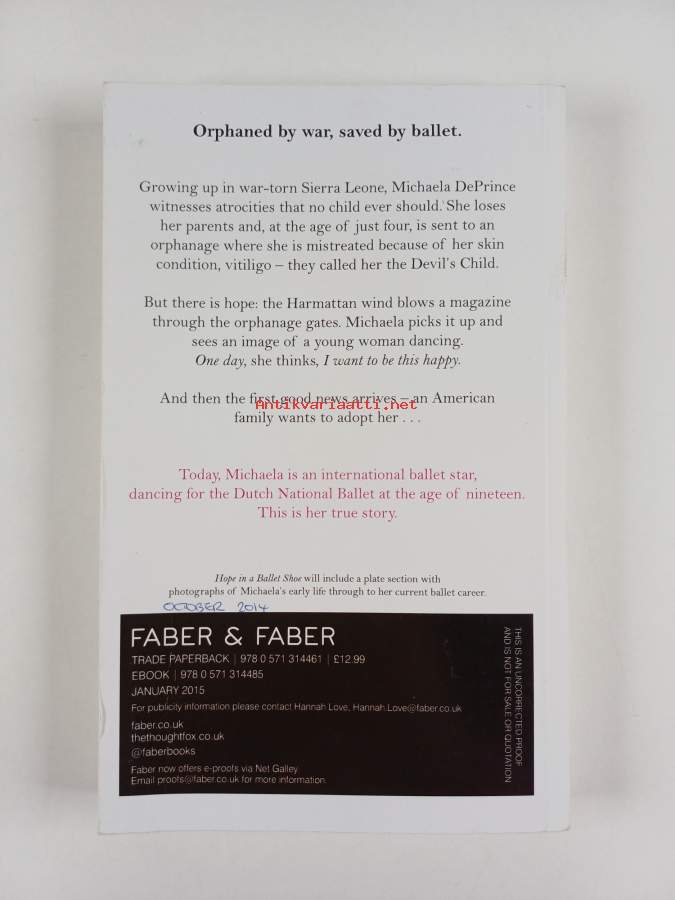 Orphaned by war, saved by ballet.
Growing up in war-torn Sierra Leone, Michaela DePrince
witnesses atrocities that no child ever should. She loses
her parents and, at the age of just four, is sent to an
orphanage where she is mistreated because of her skin
condition, vitiligo – they called her the Devil's Child.
But there is hope: the Harmattan wind blows a magazine
through the orphanage gates. Michaela picks it up and
sees an image of a young woman dancing.
One day, she thinks, I want to be this happy.
And then the first good news arrives – an American
Antikvariaatti.net
family wants to adopt her . . .
Today, Michaela is an international ballet star,
dancing for the Dutch National Ballet at the age of nineteen.
This is her true story.
Hope in a Ballet Shoe will include a plate section with
photographs of Michaela's early life through to her current ballet career.
OCTOBER 2014
FABER & FABER
TRADE PAPERBACK | 978 0 571 314461 | £12.99
EBOOK | 978 0 571 314485
JANUARY 2015
For publicity information please contact Hannah Love, Hannah.Love@faber.co.uk
faber.co.uk
thethoughtfox.co.uk
@faberbooks
Faber now offers e-proofs via Net Galley
Email proofs@faber.co.uk for more information.
THIS IS AN UNCORRECTED PROOF
AND IS NOT FOR SALE OR QUOTATION